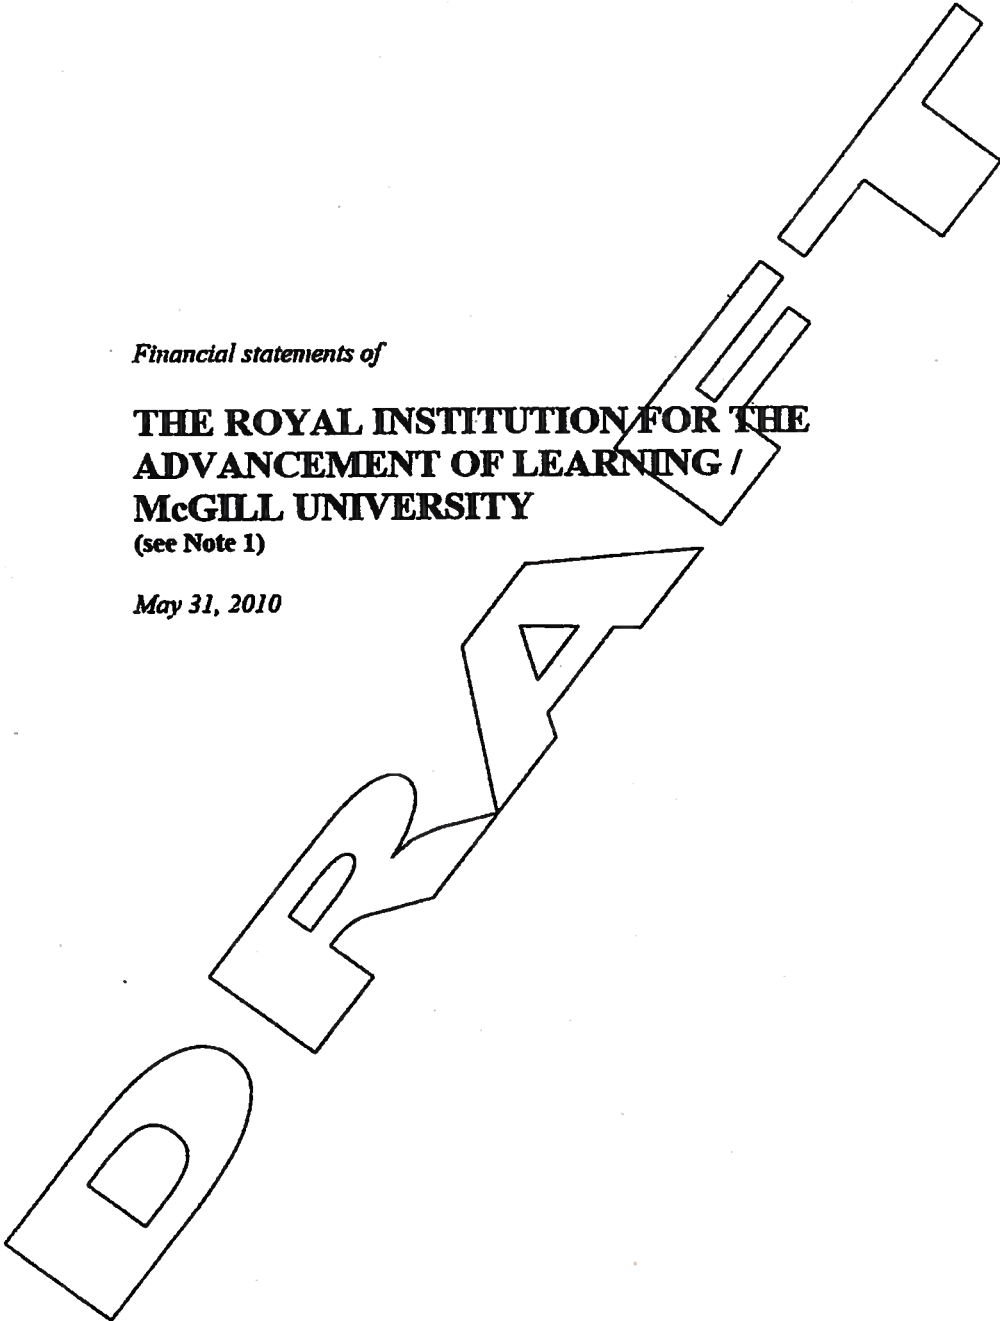 Financial statements of
THE ROYAL INSTITUTION FOR THE
ADVANCEMENT OF LEARNING /
McGILL UNIVERSITY
(see Note 1)
May 31, 2010
DRAFT